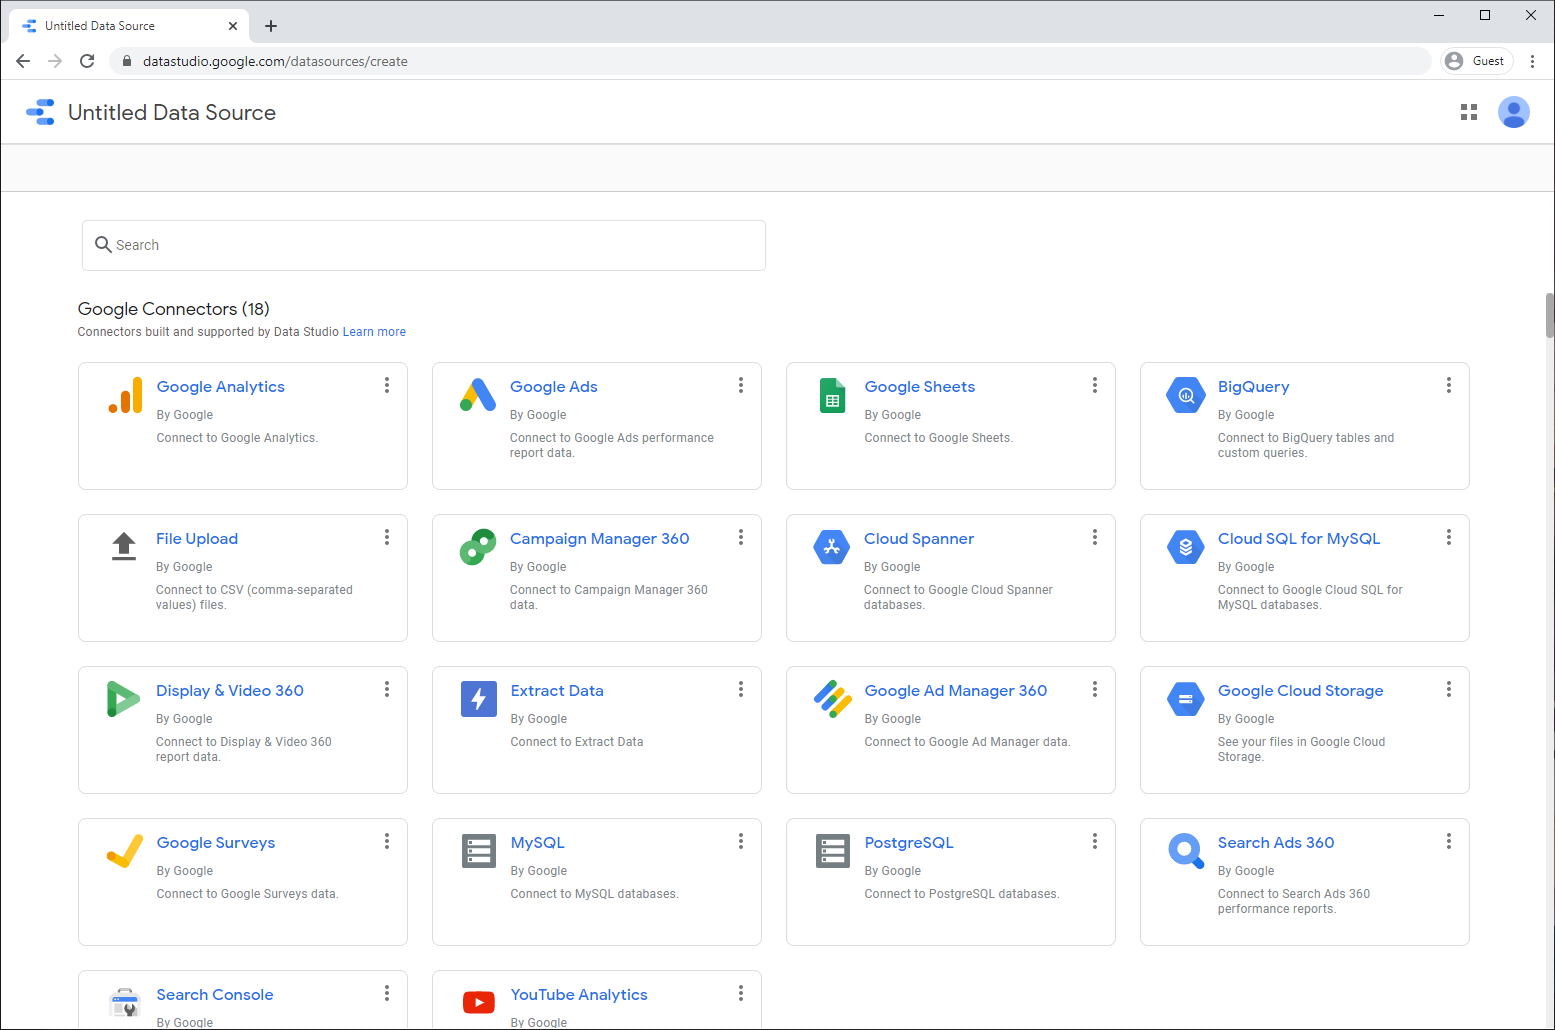 Untitled Data Source
datastudio.google.com/datasources/create
Guest
Untitled Data Source
Search
Google Connectors (18)
Connectors built and supported by Data Studio Learn more
Google Analytics
By Google
Connect to Google Analytics.
Google Ads
By Google
Connect to Google Ads performance
report data.
Google Sheets
By Google
Connect to Google Sheets.
BigQuery
By Google
Connect to BigQuery tables and
custom queries.
File Upload
By Google
Connect to CSV (comma-separated
values) files.
Campaign Manager 360
By Google
Connect to Campaign Manager 360
data.
Cloud Spanner
By Google
Connect to Google Cloud Spanner
databases.
Cloud SQL for MySQL
By Google
Connect to Google Cloud SQL for
MySQL databases.
Display & Video 360
By Google
Connect to Display & Video 360
report data.
Extract Data
By Google
Connect to Extract Data
Google Ad Manager 360
By Google
Connect to Google Ad Manager data.
Google Cloud Storage
By Google
See your files in Google Cloud
Storage.
Google Surveys
By Google
Connect to Google Surveys data.
MySQL
By Google
Connect to MySQL databases.
PostgreSQL
By Google
Connect to PostgreSQL databases.
Search Ads 360
By Google
Connect to Search Ads 360
performance reports.
Search Console
By Google
YouTube Analytics
By Google